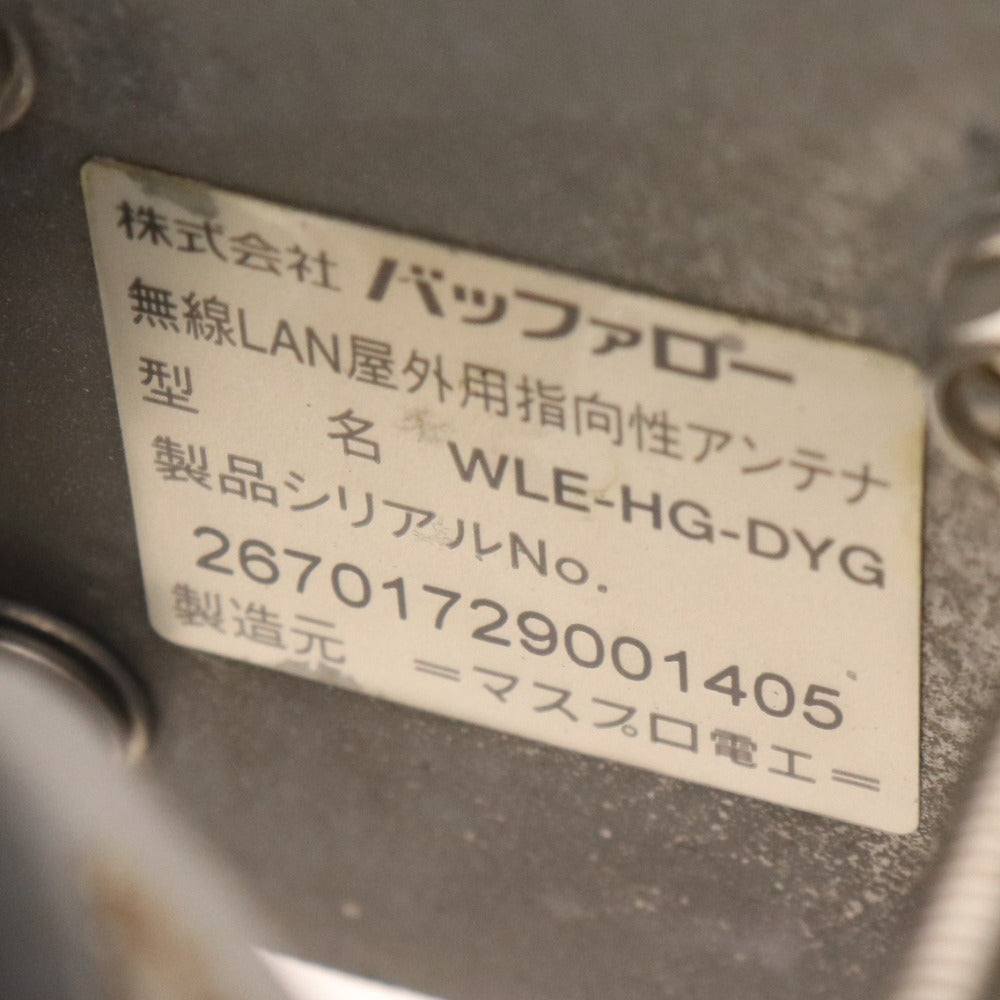 株式会社 バッファロー
無線LAN屋外用指向性アンテナ
型 名 WLE-HG-DYG
製品シリアルNo.
26701729001405
製造元 =マスプロ電工=